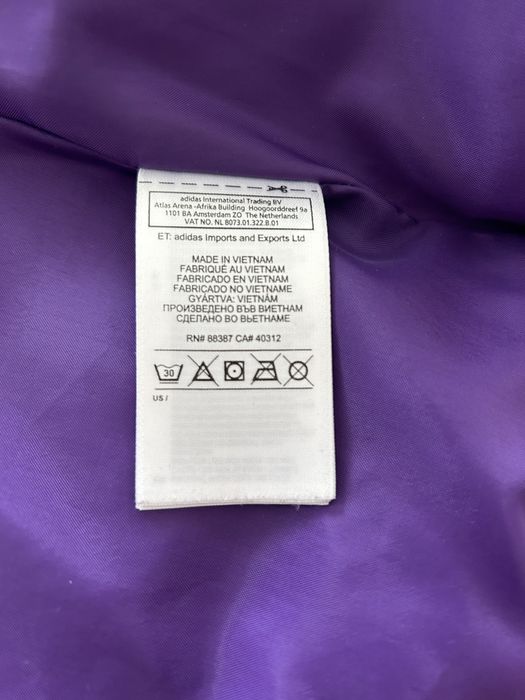 adidas International Trading BV
Atlas Arena -Afrika Building Hoogoorddreef 9a
1101 BA Amsterdam ZO The Netherlands
VAT NO. NL 8073.01.322.B.01
ET: adidas Imports and Exports Ltd
MADE IN VIETNAM
FABRIQUÉ AU VIETNAM
FABRICADO EN VIETNAM
FABRICADO NO VIETNAME
GYÁRTVA: VIETNÁM
ПРОИЗВЕДЕНО ВЪВ ВИЕТНАМ
СДЕЛАНО ВО ВЬЕТНАМЕ
RN# 88387 CA# 40312
30
US /